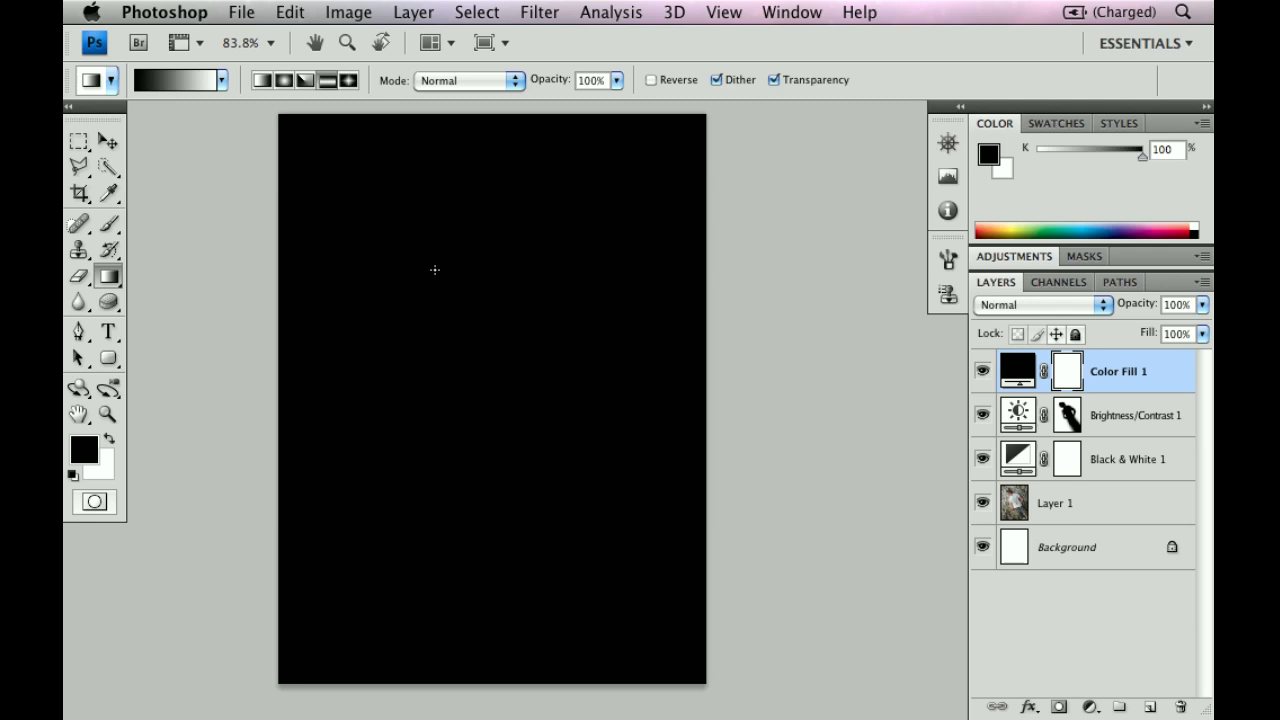 Photoshop File Edit Image Layer Select Filter Analysis 3D View Window Help (Charged)
Ps Br 83.8% ESSENTIALS
Mode: Normal Opacity: 100% Reverse Dither Transparency
COLOR SWATCHES STYLES
K 100 %
ADJUSTMENTS MASKS
LAYERS CHANNELS PATHS
Normal Opacity: 100%
Lock: Fill: 100%
Color Fill 1
Brightness/Contrast 1
Black & White 1
Layer 1
Background
T
fx